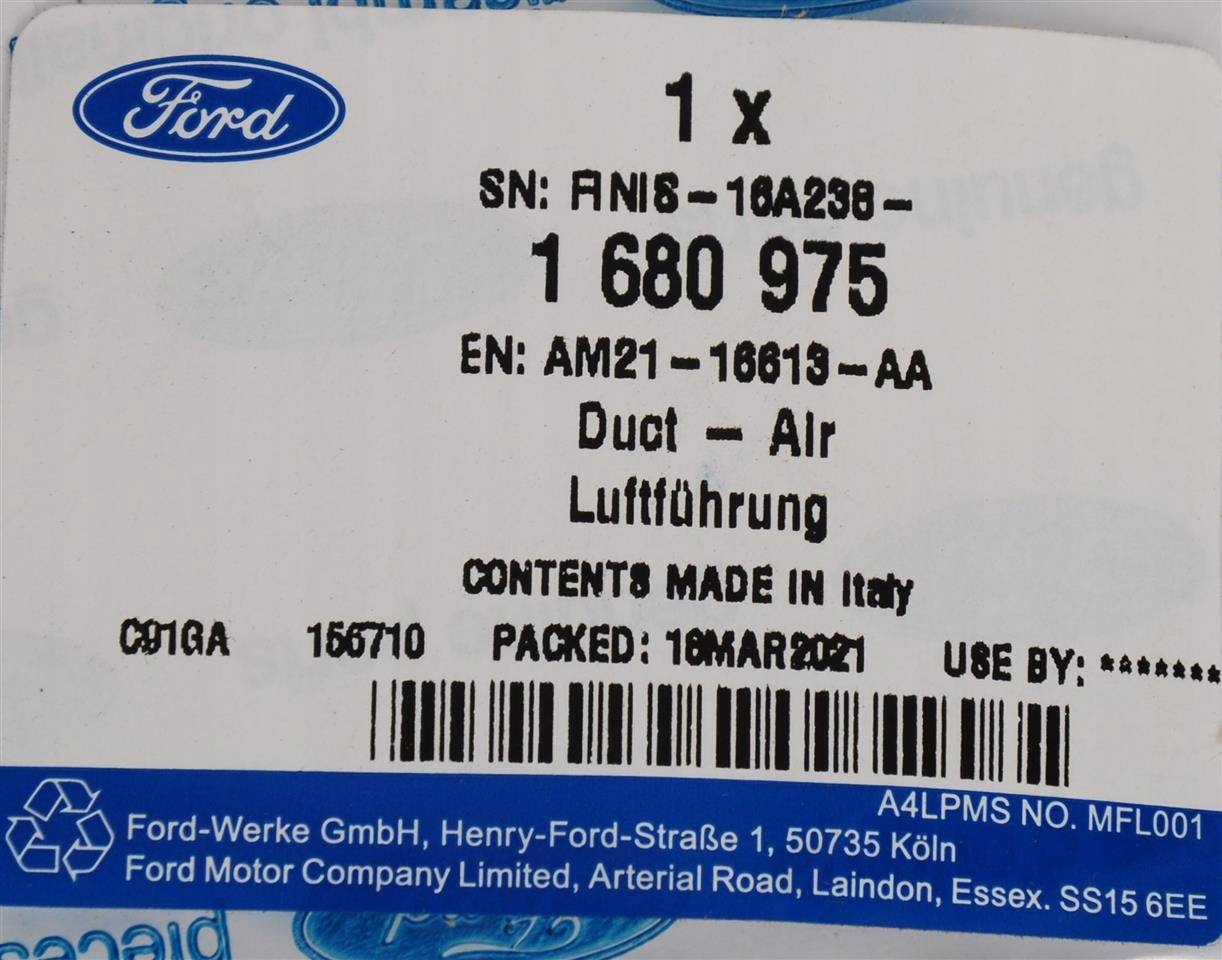 Ford
1 x
SN: FINIS-16A236-
1 680 975
EN: AM21-16613-AA
Duct - Air
Luftführung
CONTENTS MADE IN Italy
C91GA 156710 PACKED: 16MAR2021 USE BY: *******
A4LPMS NO. MFL001
Ford-Werke GmbH, Henry-Ford-Straße 1, 50735 Köln
Ford Motor Company Limited, Arterial Road, Laindon, Essex. SS15 6EE